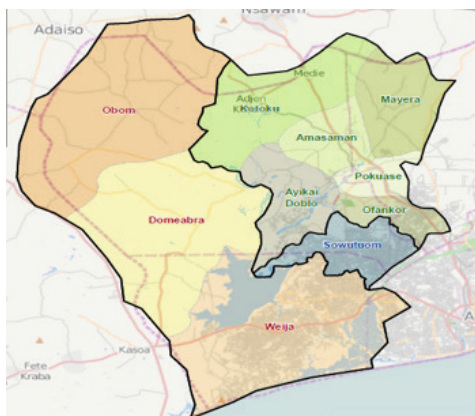 Nsawam
Adaiso
Medie
Mayera
Adjen
Kotoku
Obom
Amasaman
Pokuase
Ayikai
Doblo
Ofankor
Domeabra
Sowutuom
Weija
Kasoa
Fete
Kraba
A